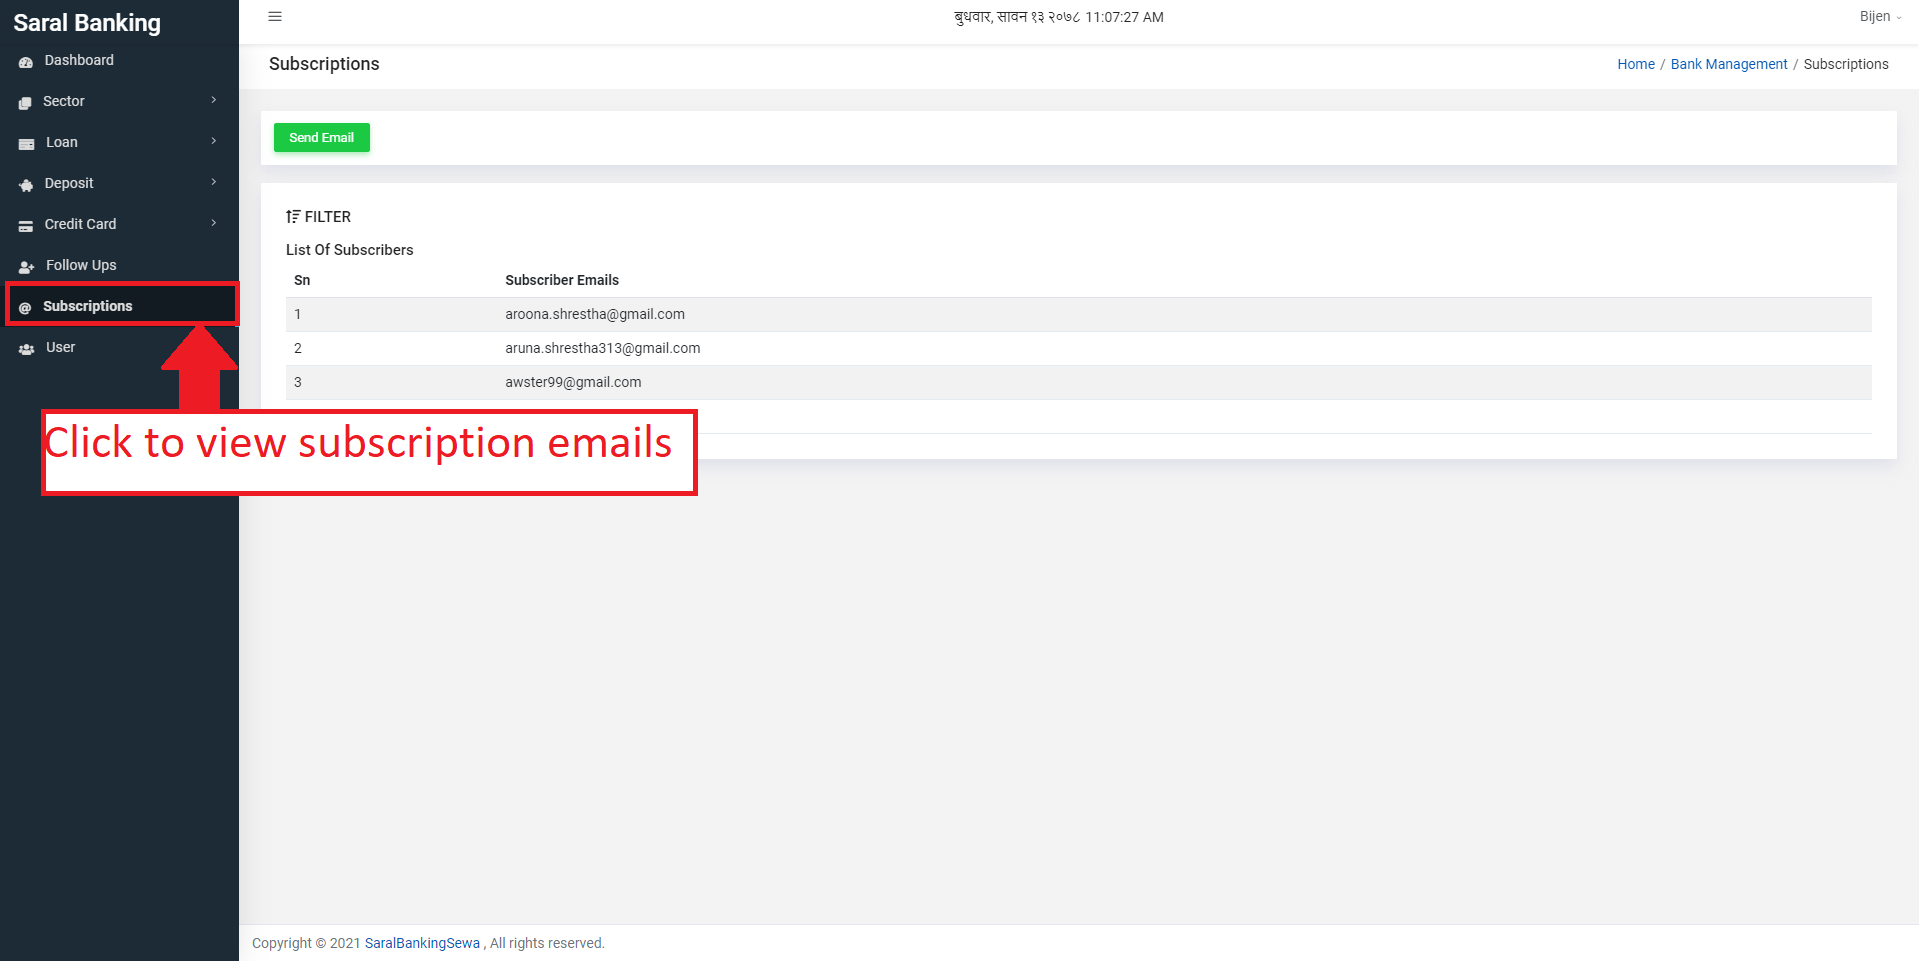 Saral Banking
बुधवार, सावन १३ २०७८ 11:07:27 AM
Bijen
Dashboard
Sector
Loan
Deposit
Credit Card
Follow Ups
@ Subscriptions
User
Subscriptions
Home / Bank Management / Subscriptions
Send Email
FILTER
List Of Subscribers
Sn Subscriber Emails
1 aroona.shrestha@gmail.com
2 aruna.shrestha313@gmail.com
3 awster99@gmail.com
Click to view subscription emails
Copyright © 2021 SaralBankingSewa , All rights reserved.